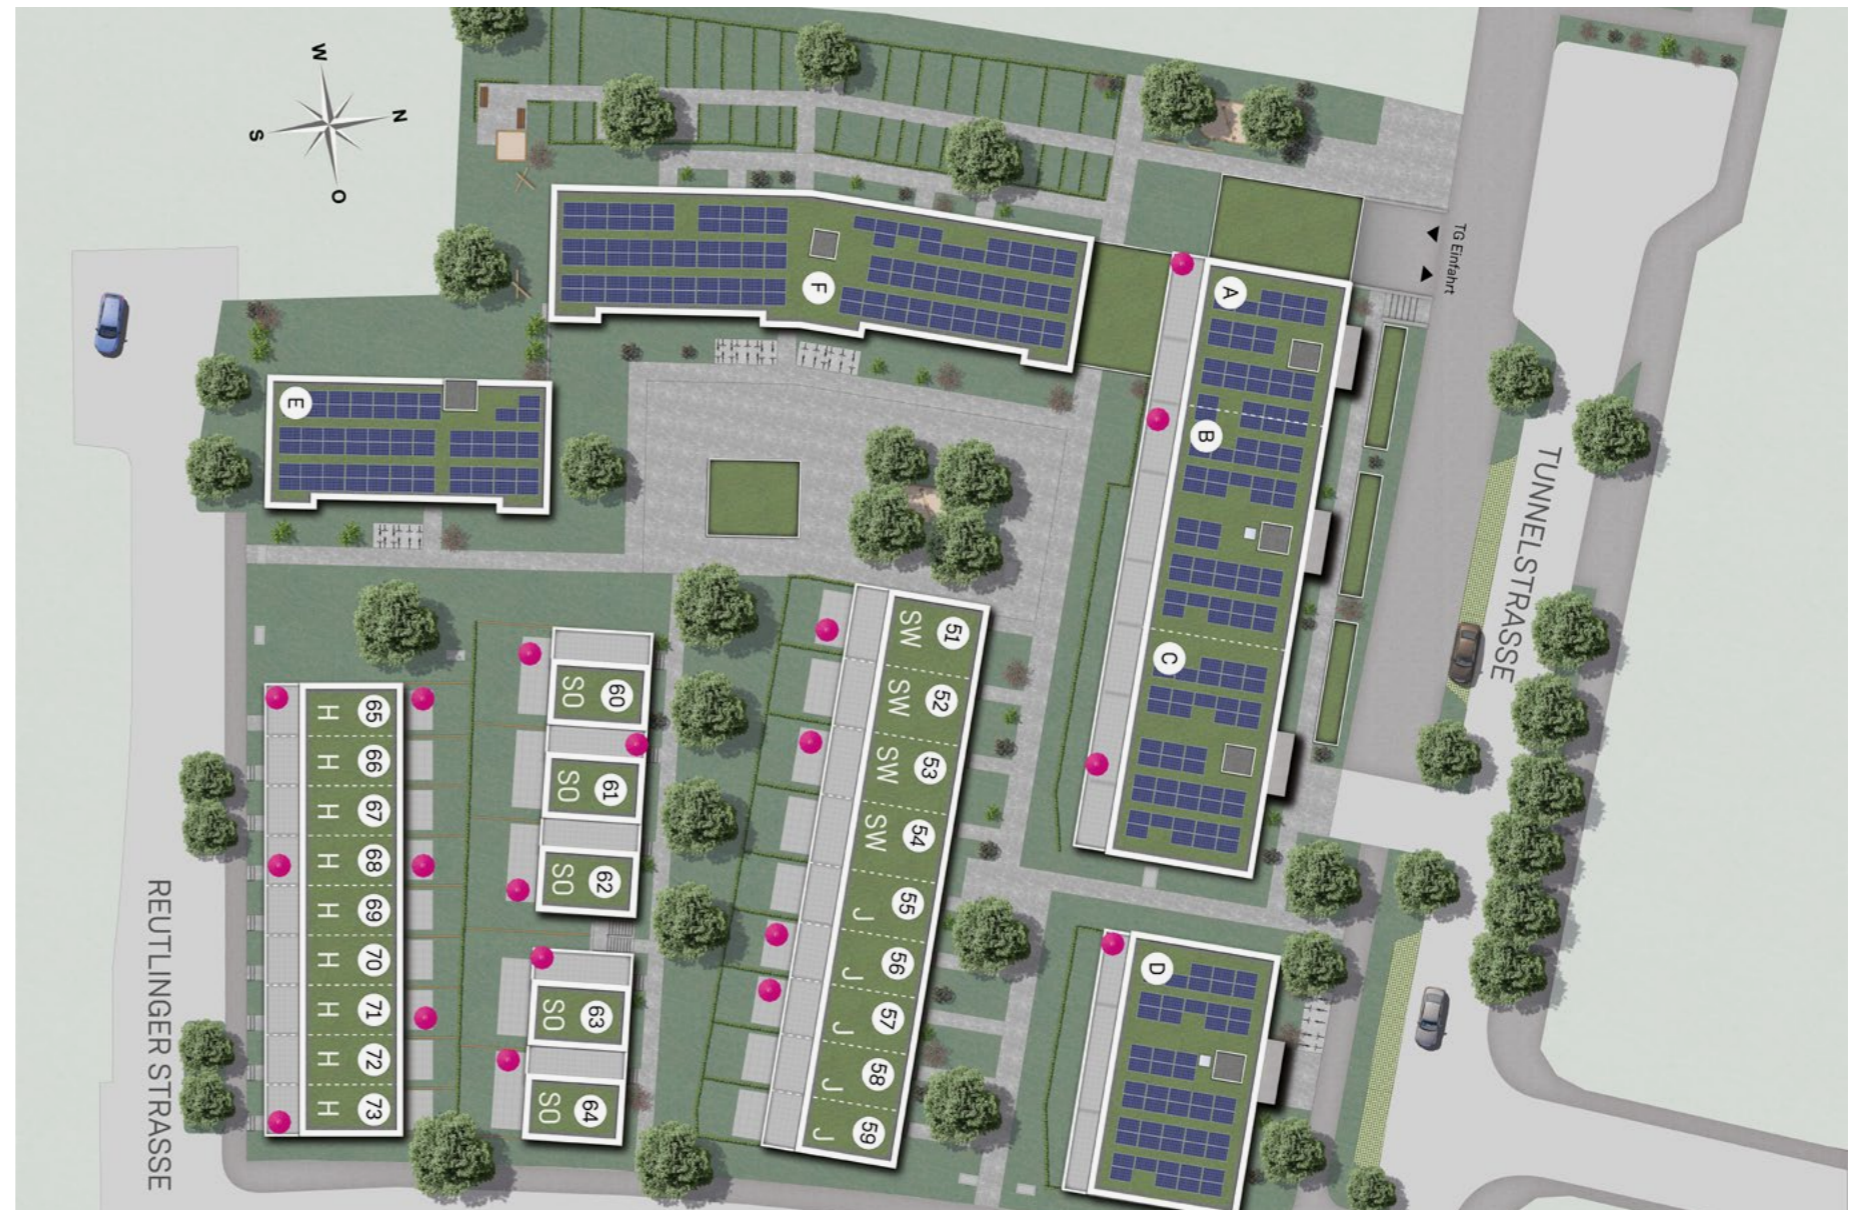 W
N
S
O
TG Einfahrt
TUNNELSTRASSE
REUTLINGER STRASSE
A
B
C
D
E
F
51
SW
52
SW
53
SW
54
SW
55
J
56
J
57
J
58
J
59
J
60
SO
61
SO
62
SO
63
SO
64
SO
65
H
66
H
67
H
68
H
69
H
70
H
71
H
72
H
73
H